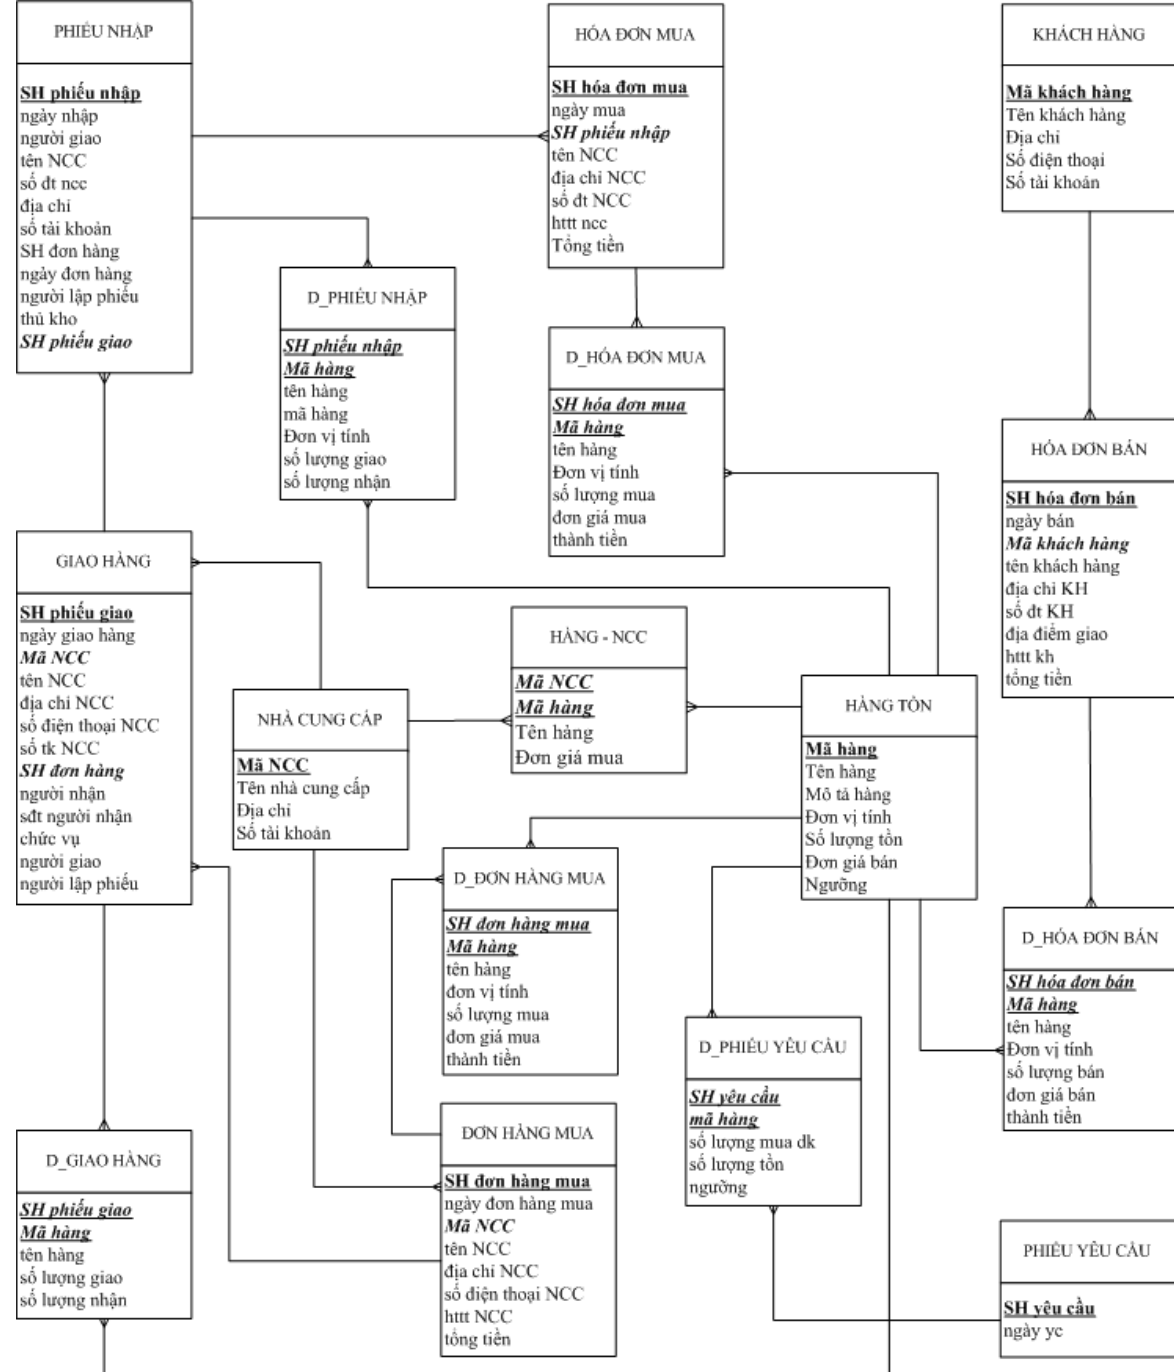 PHIẾU NHẬP
SH phiếu nhập
ngày nhập
người giao
tên NCC
số đt ncc
địa chỉ
số tài khoản
SH đơn hàng
ngày đơn hàng
người lập phiếu
thủ kho
SH phiếu giao
HÓA ĐƠN MUA
SH hóa đơn mua
ngày mua
SH phiếu nhập
tên NCC
địa chỉ NCC
số đt NCC
httt ncc
Tổng tiền
KHÁCH HÀNG
Mã khách hàng
Tên khách hàng
Địa chỉ
Số điện thoại
Số tài khoản
D_PHIẾU NHẬP
SH phiếu nhập
Mã hàng
tên hàng
mã hàng
Đơn vị tính
số lượng giao
số lượng nhận
D_HÓA ĐƠN MUA
SH hóa đơn mua
Mã hàng
tên hàng
Đơn vị tính
số lượng mua
đơn giá mua
thành tiền
HÓA ĐƠN BÁN
SH hóa đơn bán
ngày bán
Mã khách hàng
tên khách hàng
địa chỉ KH
số đt KH
địa điểm giao
httt kh
tổng tiền
GIAO HÀNG
SH phiếu giao
ngày giao hàng
Mã NCC
tên NCC
địa chỉ NCC
số điện thoại NCC
số tk NCC
SH đơn hàng
người nhận
sđt người nhận
chức vụ
người giao
người lập phiếu
HÀNG - NCC
Mã NCC
Mã hàng
Tên hàng
Đơn giá mua
NHÀ CUNG CẤP
Mã NCC
Tên nhà cung cấp
Địa chỉ
Số tài khoản
HÀNG TỒN
Mã hàng
Tên hàng
Mô tả hàng
Đơn vị tính
Số lượng tồn
Đơn giá bán
Ngưỡng
D_ĐƠN HÀNG MUA
SH đơn hàng mua
Mã hàng
tên hàng
đơn vị tính
số lượng mua
đơn giá mua
thành tiền
D_HÓA ĐƠN BÁN
SH hóa đơn bán
Mã hàng
tên hàng
Đơn vị tính
số lượng bán
đơn giá bán
thành tiền
D_PHIẾU YÊU CẦU
SH yêu cầu
mã hàng
số lượng mua dk
số lượng tồn
ngưỡng
D_GIAO HÀNG
SH phiếu giao
Mã hàng
tên hàng
số lượng giao
số lượng nhận
ĐƠN HÀNG MUA
SH đơn hàng mua
ngày đơn hàng mua
Mã NCC
tên NCC
địa chỉ NCC
số điện thoại NCC
httt NCC
tổng tiền
PHIẾU YÊU CẦU
SH yêu cầu
ngày yc